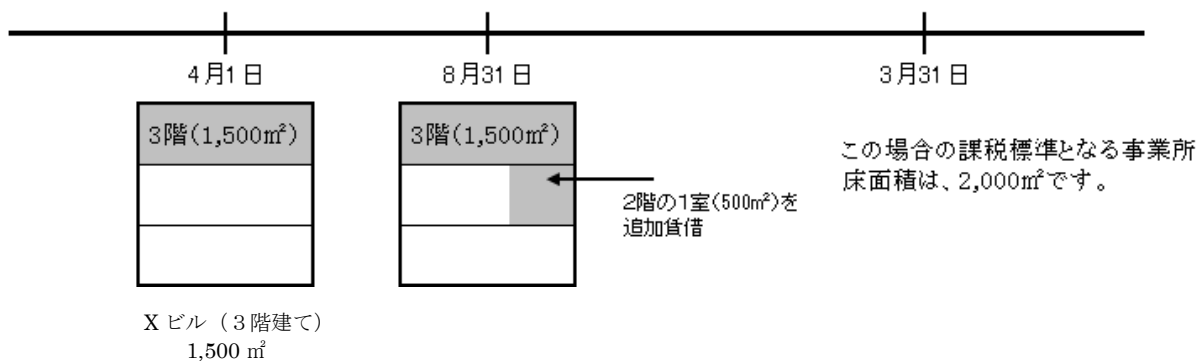 4月1日
8月31日
3月31日
3階(1,500㎡)
3階(1,500㎡)
この場合の課税標準となる事業所
床面積は、2,000㎡です。
2階の1室(500㎡)を
追加賃借
X ビル（３階建て）
1,500 ㎡